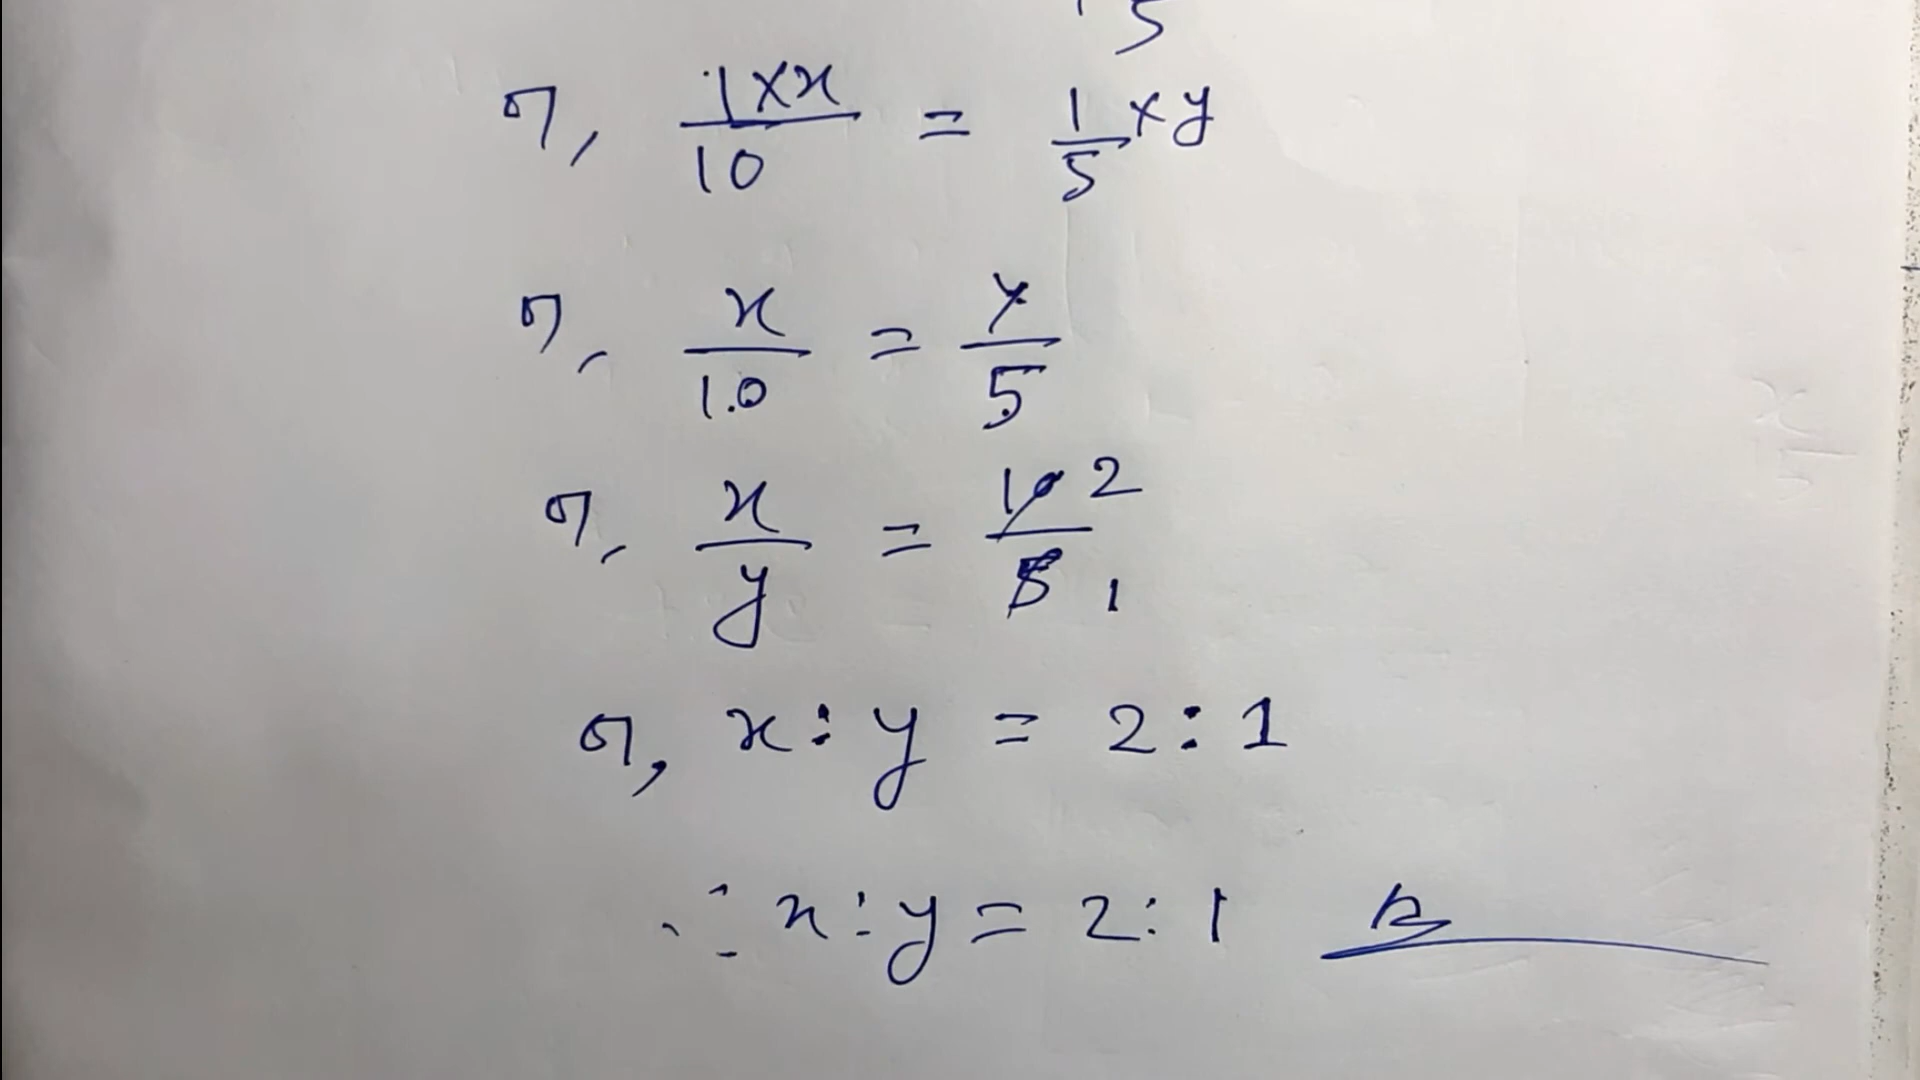 5
বা, 1×x/10 = 1/5 × y
বা, x/10 = y/5
বা, x/y = 10 2/5 1
বা, x:y = 2:1
∴ x:y = 2:1